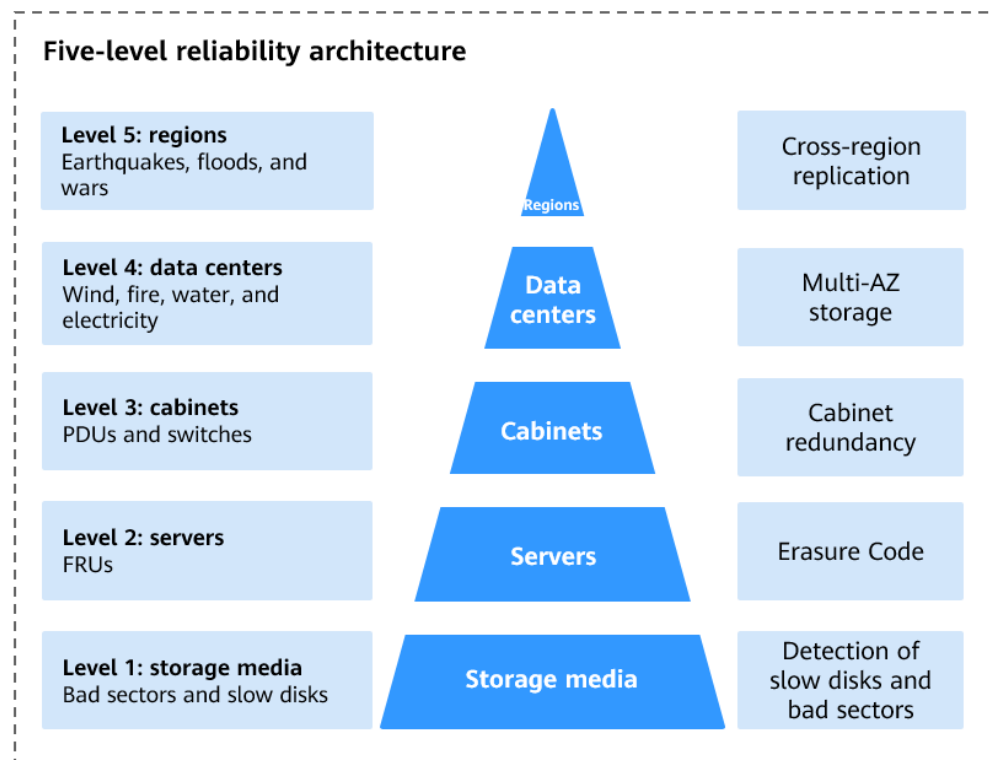 Five-level reliability architecture
Level 5: regions
Earthquakes, floods, and
wars
Regions
Cross-region
replication
Level 4: data centers
Wind, fire, water, and
electricity
Data
centers
Multi-AZ
storage
Level 3: cabinets
PDUs and switches
Cabinets
Cabinet
redundancy
Level 2: servers
FRUs
Servers
Erasure Code
Level 1: storage media
Bad sectors and slow disks
Storage media
Detection of
slow disks and
bad sectors